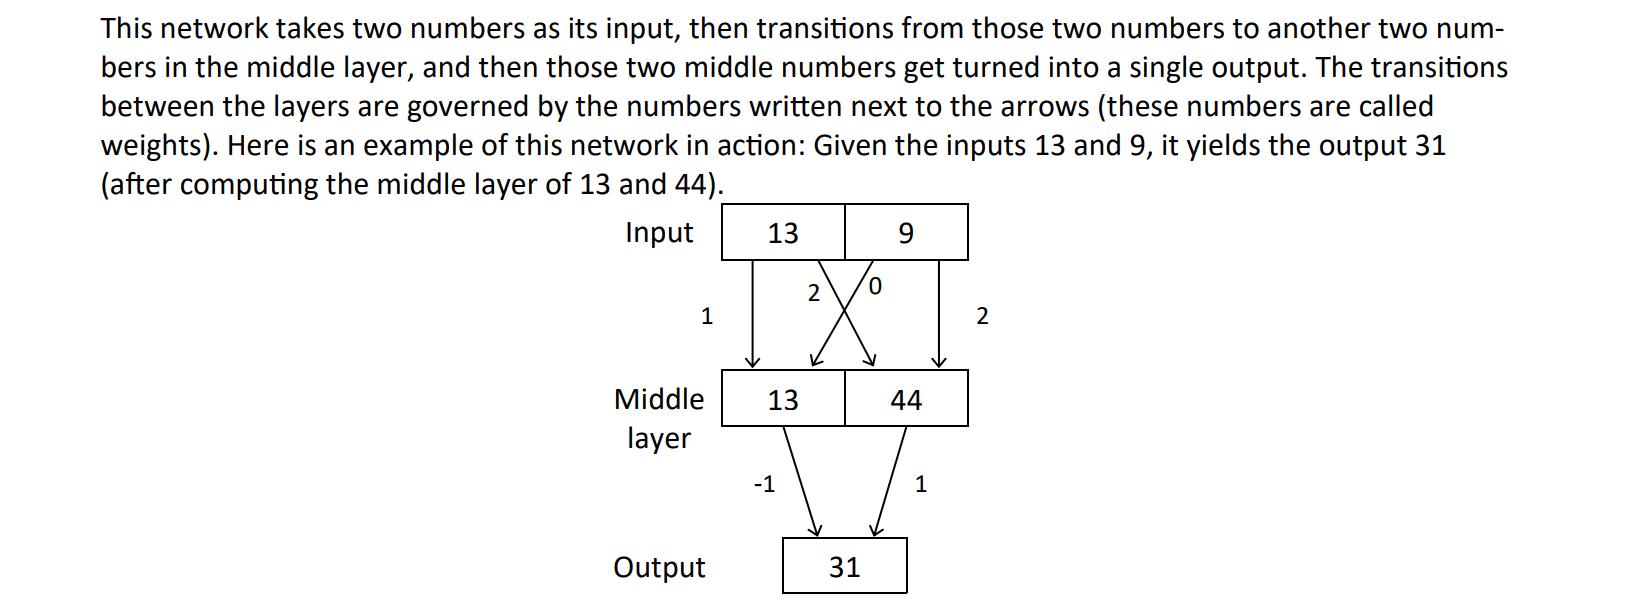 This network takes two numbers as its input, then transitions from those two numbers to another two num-
bers in the middle layer, and then those two middle numbers get turned into a single output. The transitions
between the layers are governed by the numbers written next to the arrows (these numbers are called
weights). Here is an example of this network in action: Given the inputs 13 and 9, it yields the output 31
(after computing the middle layer of 13 and 44).
Input 13 9
2 0
1 2
Middle 13 44
layer
-1 1
Output 31